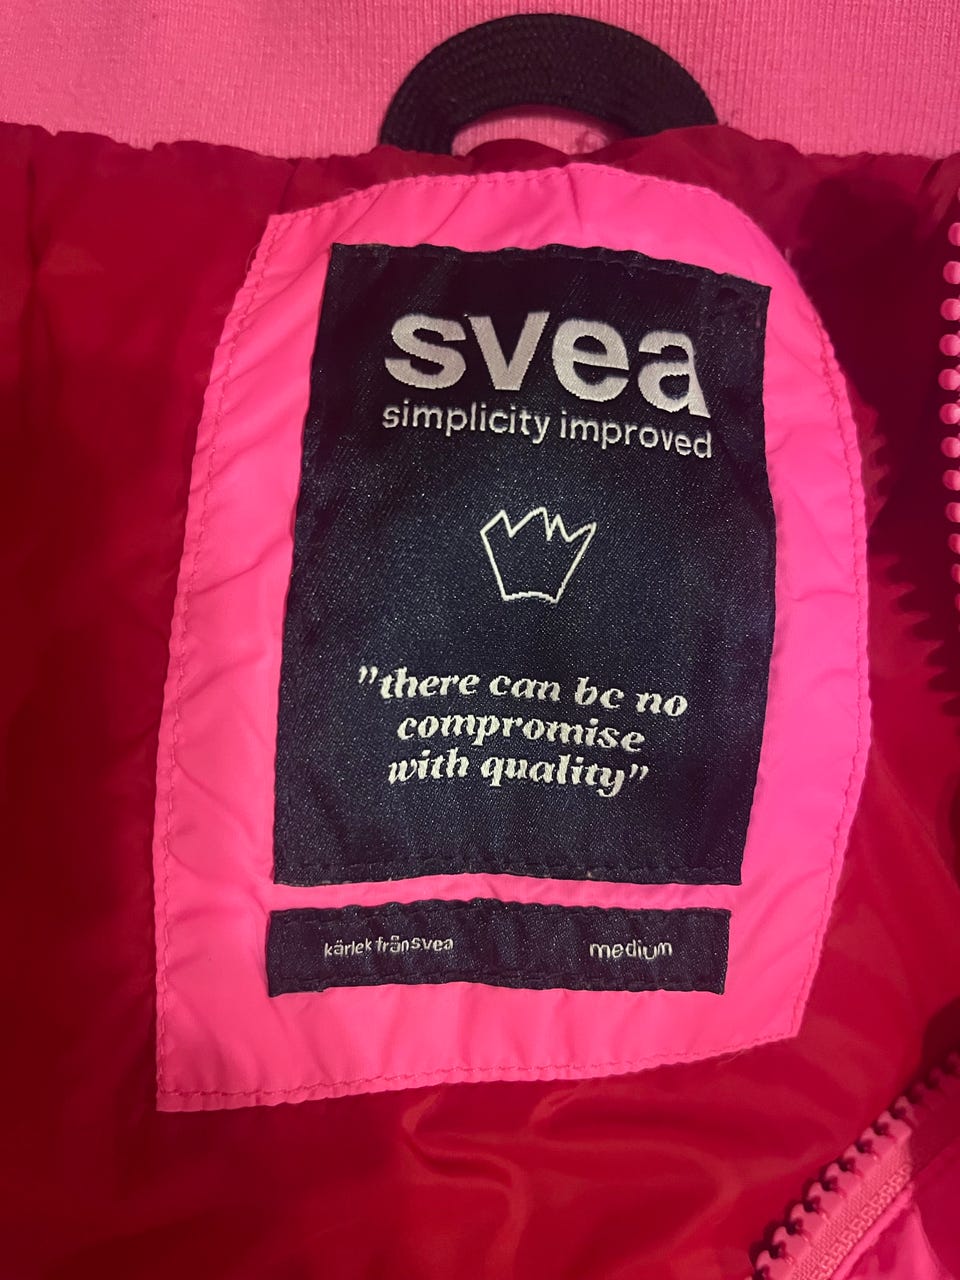 svea
simplicity improved
”there can be no
compromise
with quality”
kärlek från svea
medium